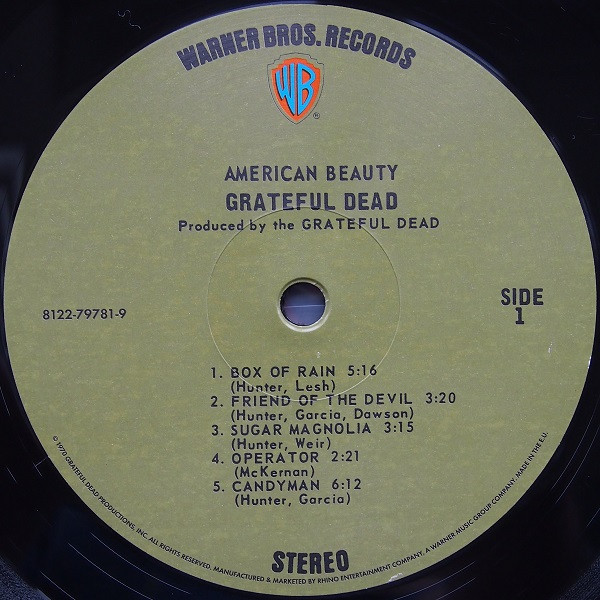 WARNER BROS. RECORDS
WB
®
AMERICAN BEAUTY
GRATEFUL DEAD
Produced by the GRATEFUL DEAD
8122-79781-9
SIDE
1
1. BOX OF RAIN 5:16
(Hunter, Lesh)
2. FRIEND OF THE DEVIL 3:20
(Hunter, Garcia, Dawson)
3. SUGAR MAGNOLIA 3:15
(Hunter, Weir)
4. OPERATOR 2:21
(McKernan)
5. CANDYMAN 6:12
(Hunter, Garcia)
STEREO
© 1970 GRATEFUL DEAD PRODUCTIONS, INC. ALL RIGHTS RESERVED. MANUFACTURED & MARKETED BY RHINO ENTERTAINMENT COMPANY, A WARNER MUSIC GROUP COMPANY. MADE IN THE E.U.